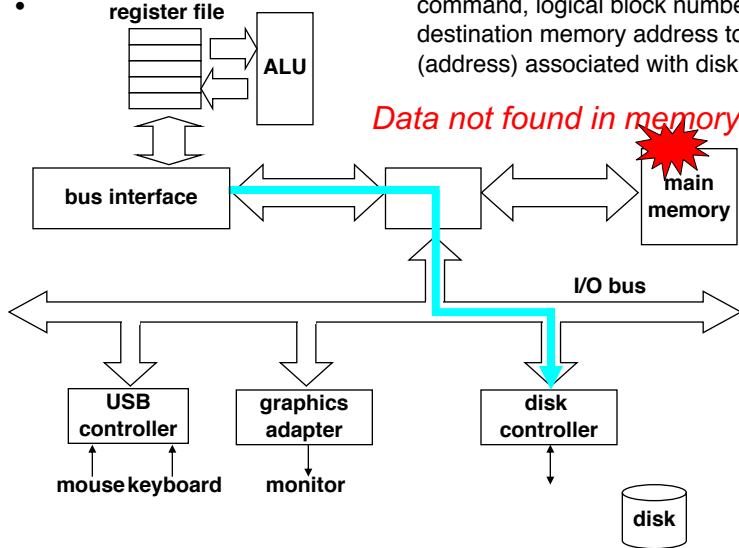 •
register file
command, logical block numbe
destination memory address to
(address) associated with disk
ALU
Data not found in memory
bus interface
main
memory
I/O bus
USB
controller
graphics
adapter
disk
controller
mouse keyboard
monitor
disk